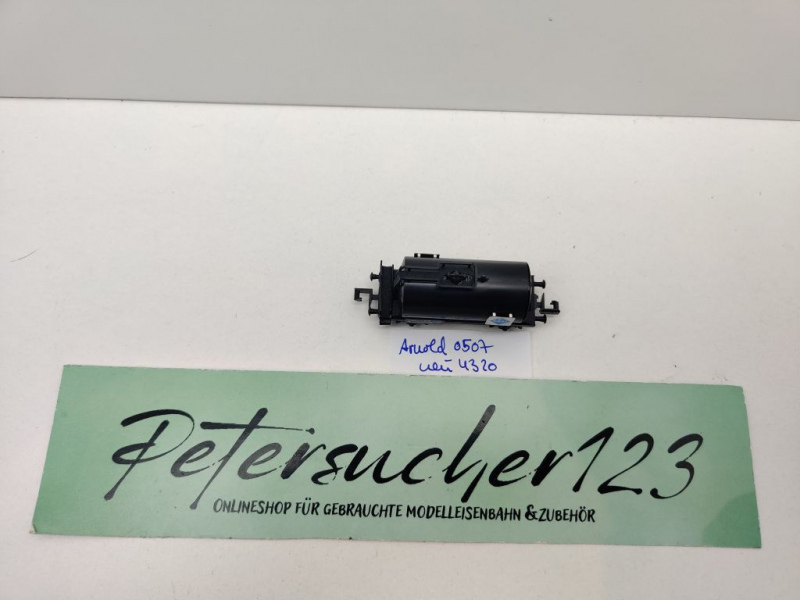 Arnold 0507
neu 4320
Petersucher123
ONLINESHOP FÜR GEBRAUCHTE MODELLEISENBAHN & ZUBEHÖR